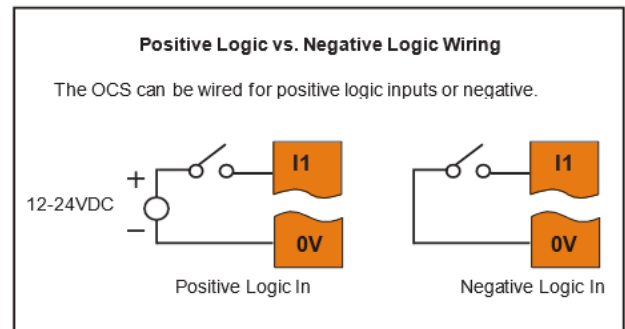 Positive Logic vs. Negative Logic Wiring
The OCS can be wired for positive logic inputs or negative.
I1
I1
+
12-24VDC
−
0V
0V
Positive Logic In
Negative Logic In